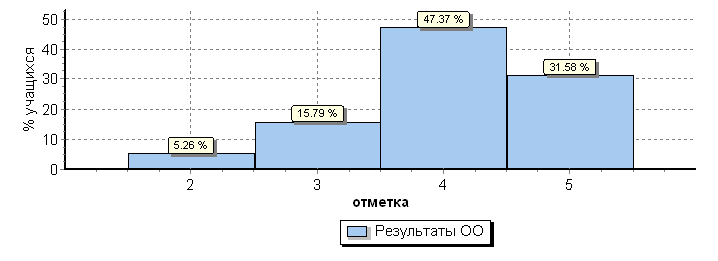 % учащихся
50
40
30
20
10
0
5.26 %
15.79 %
47.37 %
31.58 %
2 3 4 5
отметка
Результаты ОО